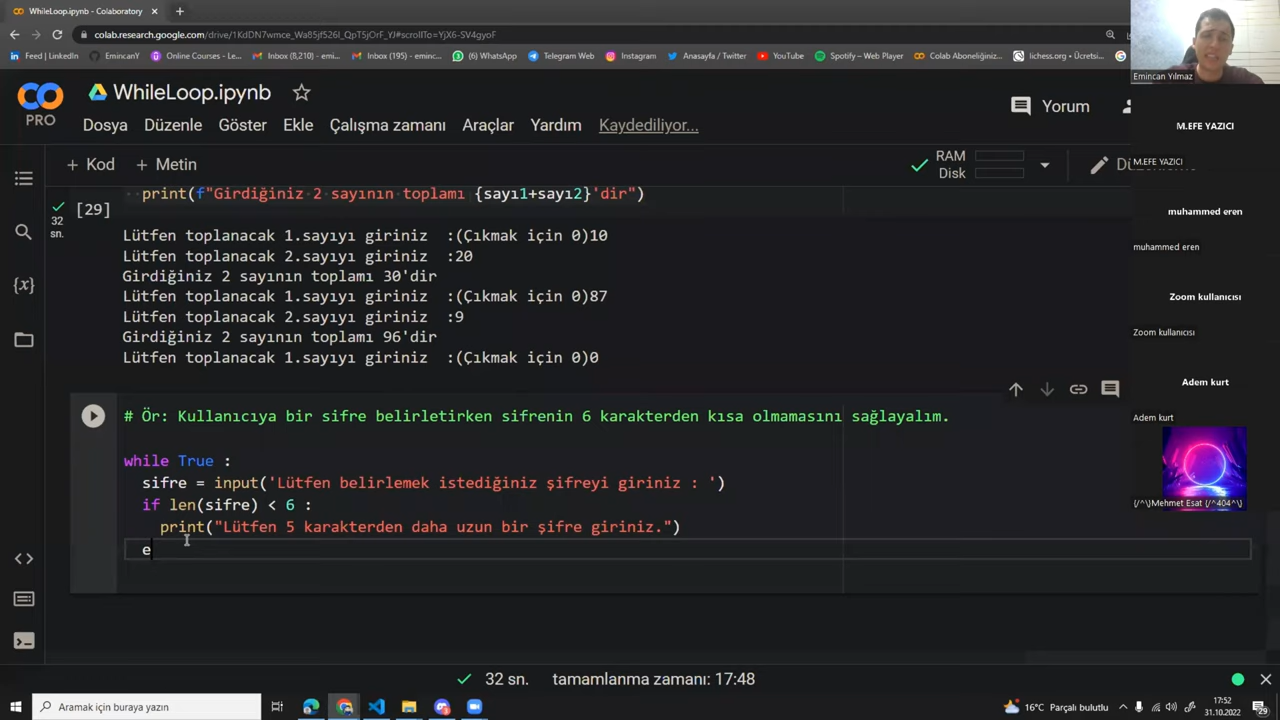 WhileLoop.ipynb - Colaboratory
colab.research.google.com/drive/1KdDN7wmce_Wa85jf526I_QpT5jOrF_YJ#scrollTo=YjX6-SV4gyoF
Feed | LinkedIn
EmincanY
Online Courses - Le...
Inbox (8,210) - emi...
Inbox (195) - eminc...
(6) WhatsApp
Telegram Web
Instagram
Anasayfa / Twitter
YouTube
Spotify – Web Player
Colab Aboneliğiniz...
lichess.org • Ücretsi...
Emincan Yılmaz
CO
PRO
WhileLoop.ipynb
Yorum
Dosya Düzenle Göster Ekle Çalışma zamanı Araçlar Yardım Kaydediliyor...
M.EFE YAZICI
M.EFE YAZICI
+ Kod + Metin
RAM
Disk
print(f"Girdiğiniz 2 sayının toplamı {sayı1+sayı2}'dir")
[29]
32
sn.
muhammed eren
muhammed eren
Lütfen toplanacak 1.sayıyı giriniz :(Çıkmak için 0)10
Lütfen toplanacak 2.sayıyı giriniz :20
Girdiğiniz 2 sayının toplamı 30'dir
Lütfen toplanacak 1.sayıyı giriniz :(Çıkmak için 0)87
Lütfen toplanacak 2.sayıyı giriniz :9
Girdiğiniz 2 sayının toplamı 96'dir
Lütfen toplanacak 1.sayıyı giriniz :(Çıkmak için 0)0
Zoom kullanıcısı
Zoom kullanıcısı
Adem kurt
Adem kurt
# Ör: Kullanıcıya bir sifre belirletirken sifrenin 6 karakterden kısa olmamasını sağlayalım.
while True :
sifre = input('Lütfen belirlemek istediğiniz şifreyi giriniz : ')
if len(sifre) < 6 :
print("Lütfen 5 karakterden daha uzun bir şifre giriniz.")
e
{/^\}Mehmet Esat {/^404^\}
32 sn. tamamlanma zamanı: 17:48
Aramak için buraya yazın
16°C Parçalı bulutlu
17:52
31.10.2022
29